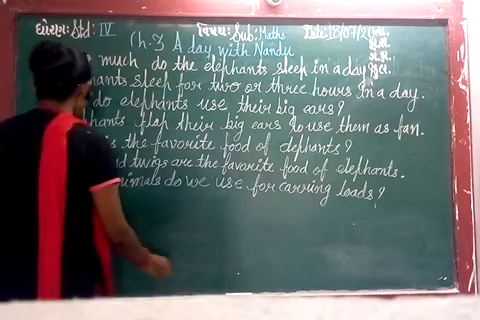 ધોરણ: Std: IV વિષય: Sub: Maths Date: 18/07/20
Ch-3 A day with Nandu
much do the elephants sleep in a day?
hants sleep for two or three hours in a day.
do elephants use their big ears?
phants flap their big ears to use them as fan.
is the favorite food of elephants?
d twigs are the favorite food of elephants.
nimals do we use for carring loads?